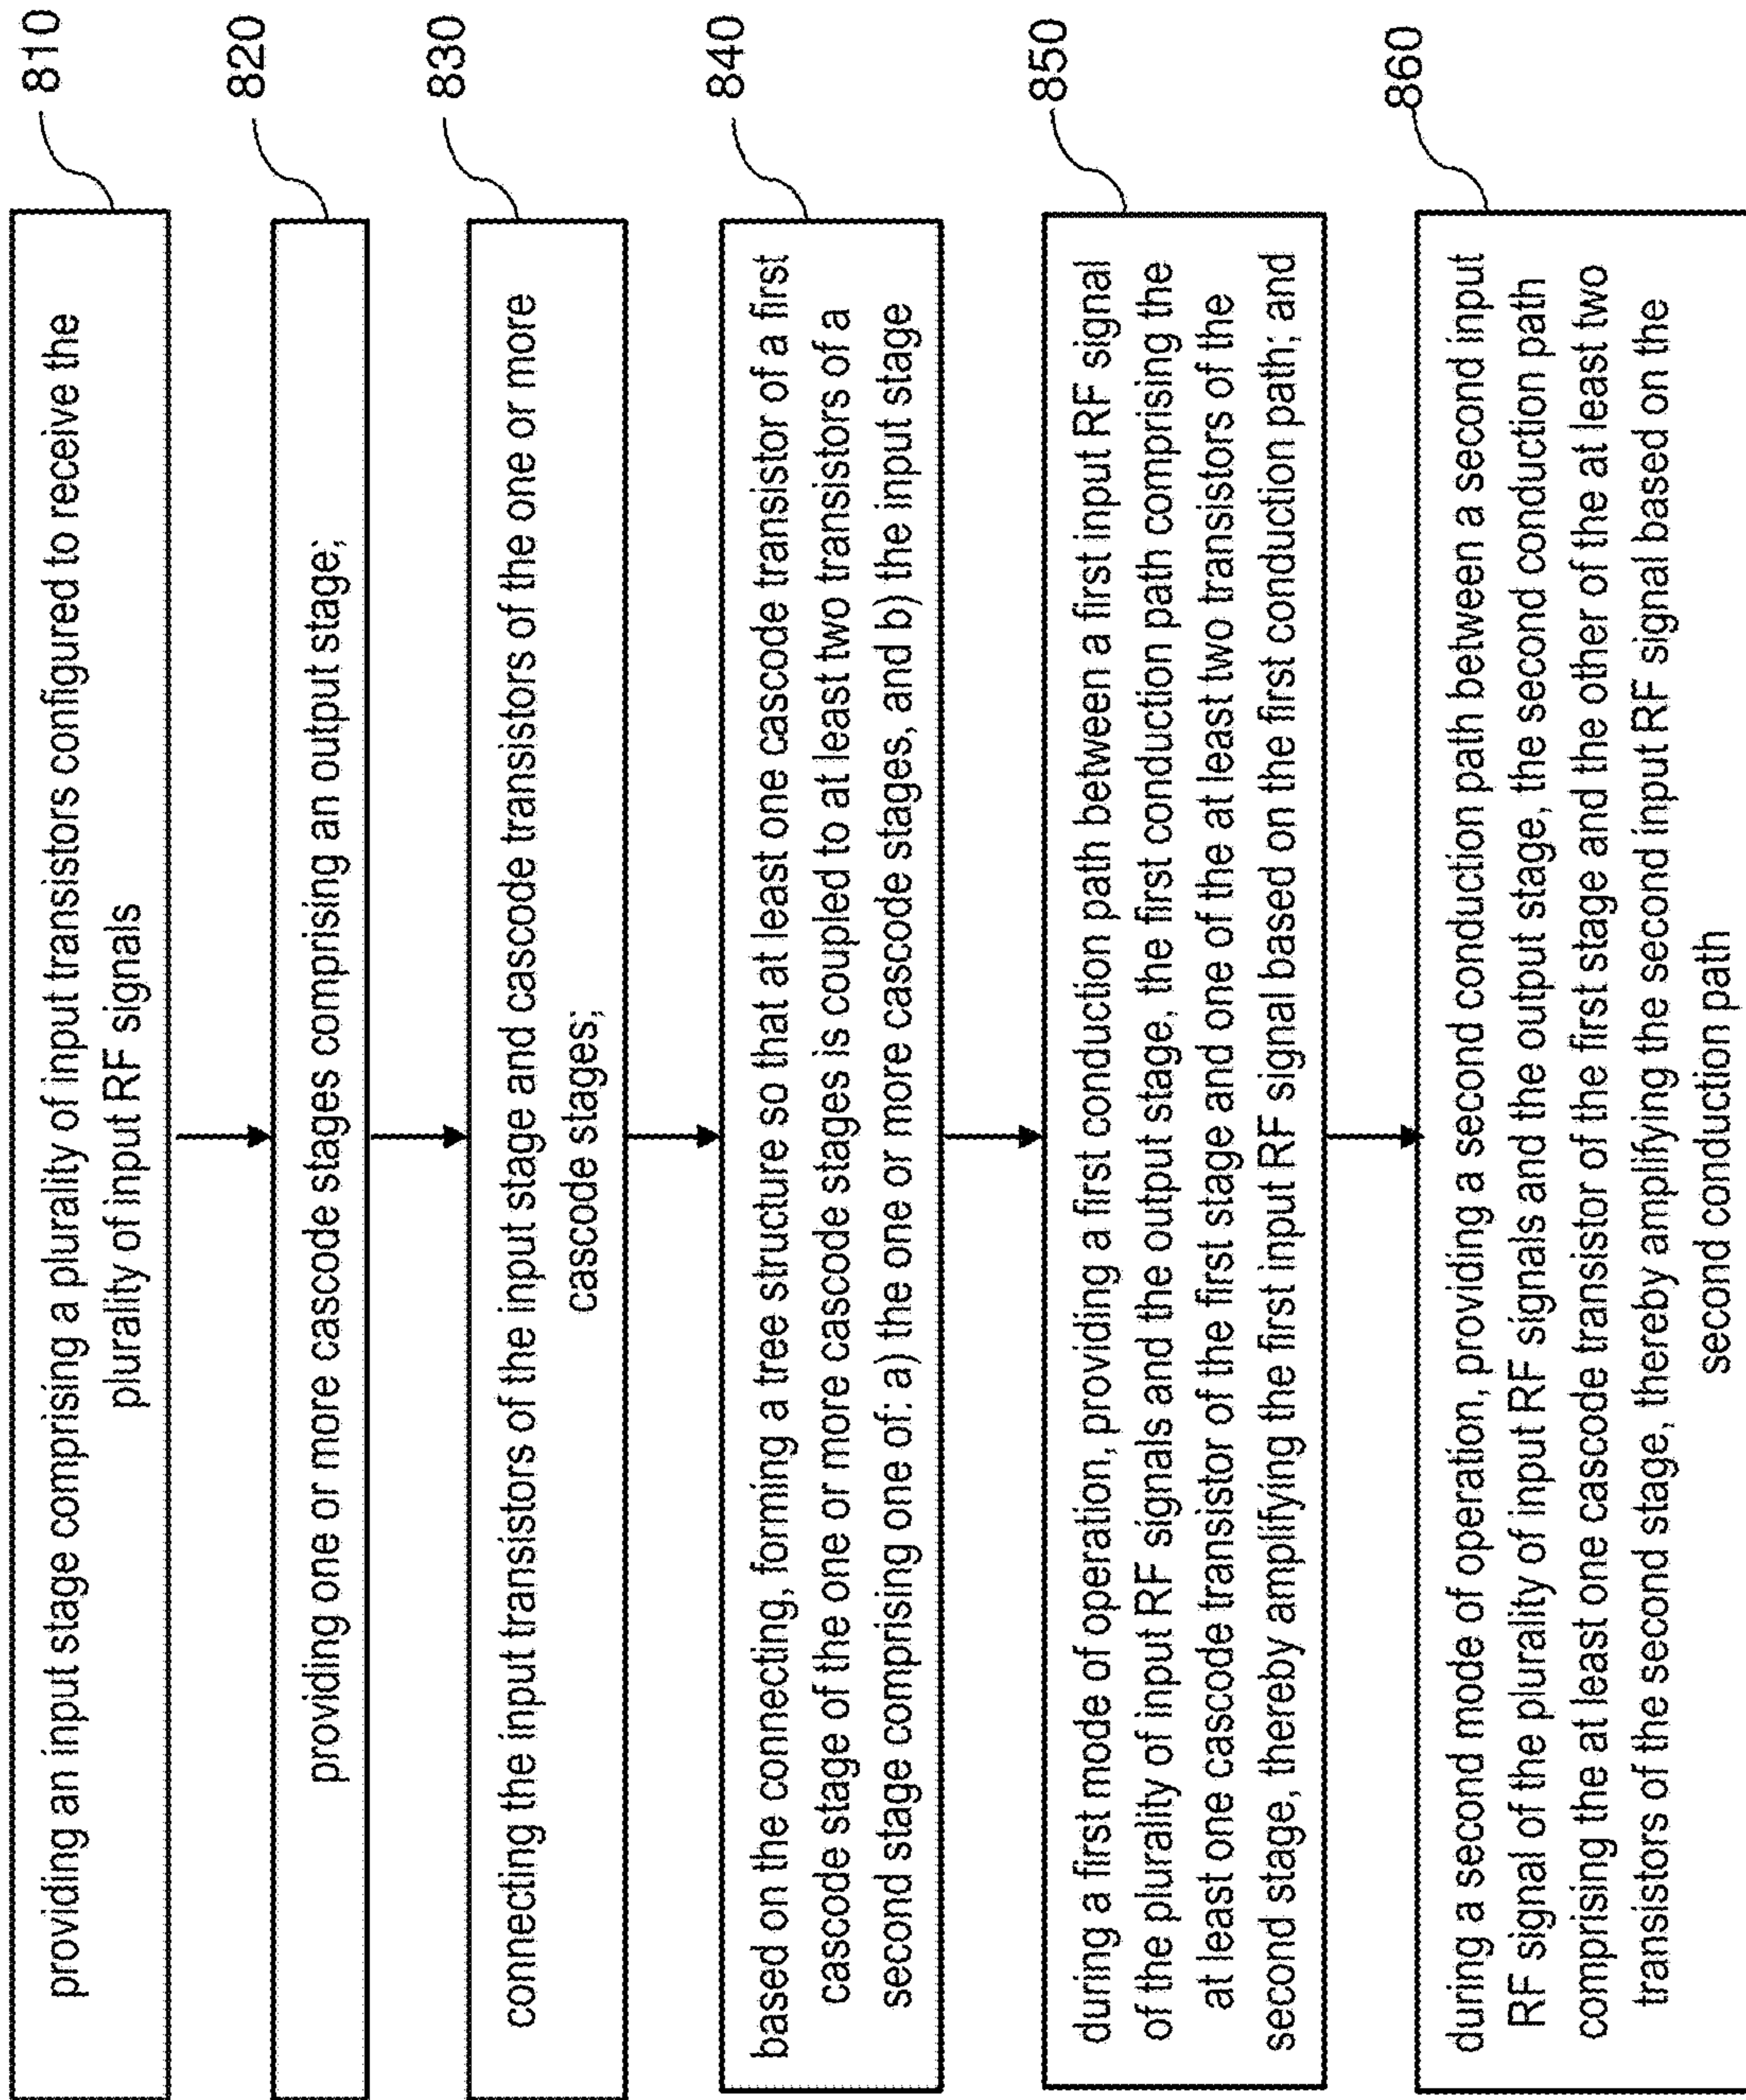 providing an input stage comprising a plurality of input transistors configured to receive the
plurality of input RF signals
810
providing one or more cascode stages comprising an output stage;
820
connecting the input transistors of the input stage and cascode transistors of the one or more
cascode stages;
830
based on the connecting, forming a tree structure so that at least one cascode transistor of a first
cascode stage of the one or more cascode stages is coupled to at least two transistors of a
second stage comprising one of: a) the one or more cascode stages, and b) the input stage
840
during a first mode of operation, providing a first conduction path between a first input RF signal
of the plurality of input RF signals and the output stage, the first conduction path comprising the
at least one cascode transistor of the first stage and one of the at least two transistors of the
second stage, thereby amplifying the first input RF signal based on the first conduction path; and
850
during a second mode of operation, providing a second conduction path between a second input
RF signal of the plurality of input RF signals and the output stage, the second conduction path
comprising the at least one cascode transistor of the first stage and the other of the at least two
transistors of the second stage, thereby amplifying the second input RF signal based on the
second conduction path
860